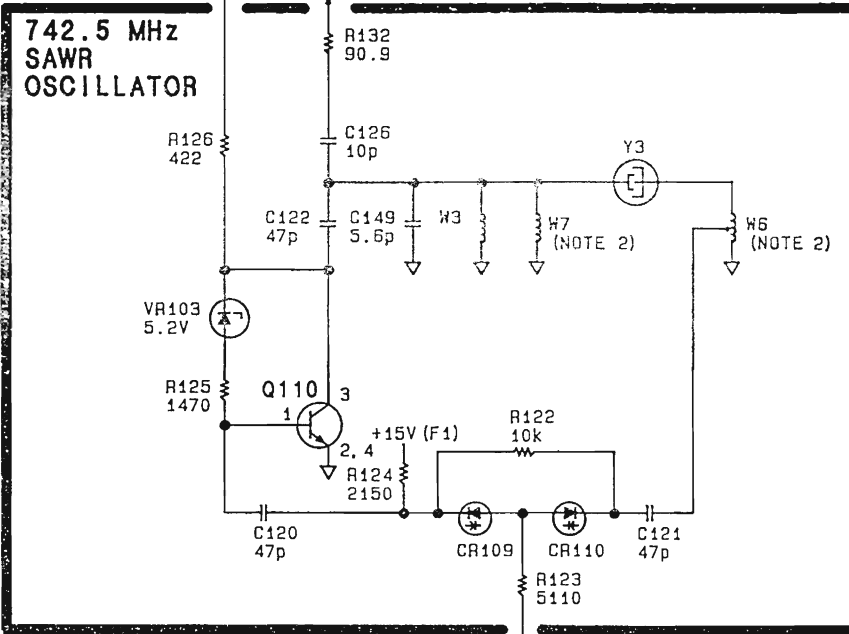 742.5 MHz
SAWR
OSCILLATOR
R132
90.9
R126
422
C126
10p
Y3
C122
47p
C149
5.6p
W3
W7
(NOTE 2)
W6
(NOTE 2)
VR103
5.2V
R125
1470
Q110
3
1
2,4
+15V(F1)
R122
10k
R124
2150
C120
47p
CR109
CR110
C121
47p
R123
5110